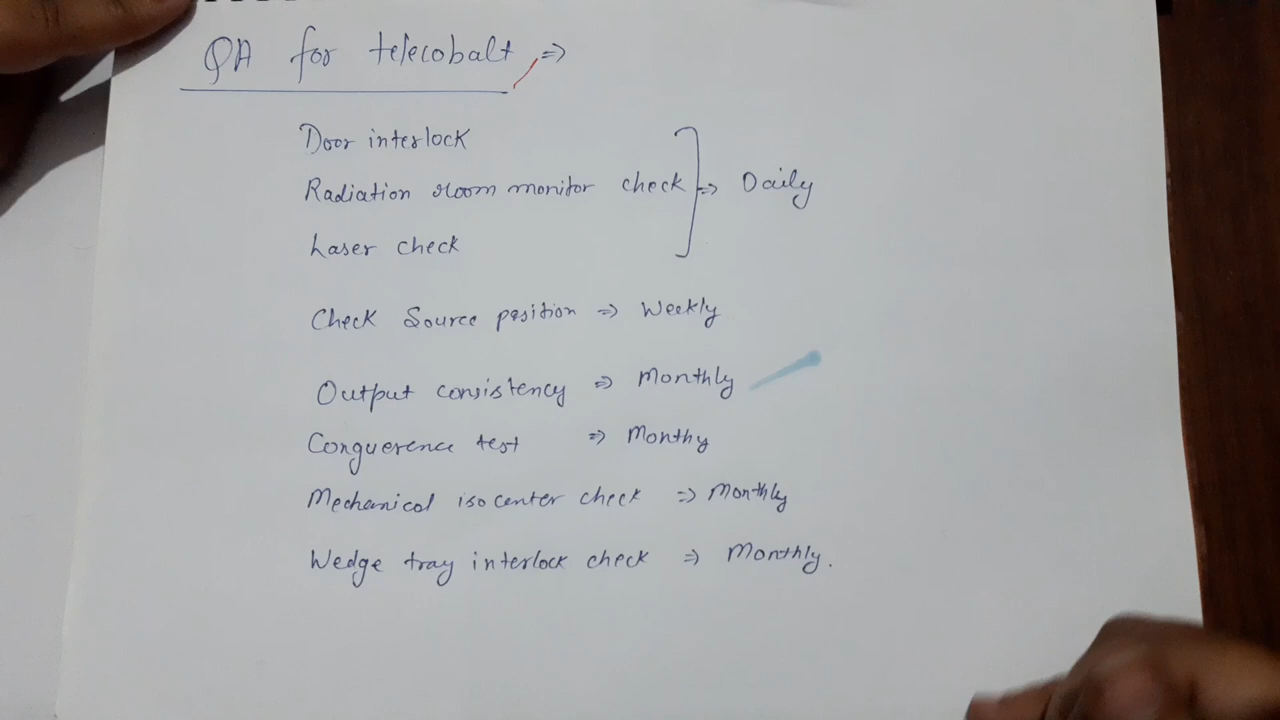 QA for telecobalt ⇒
Door interlock
Radiation room monitor check ⇒ Daily
Laser check
Check Source position ⇒ Weekly
Output consistency ⇒ Monthly
Conguerence test ⇒ Monthy
Mechanical isocenter check ⇒ Monthly
Wedge tray interlock check ⇒ Monthly.